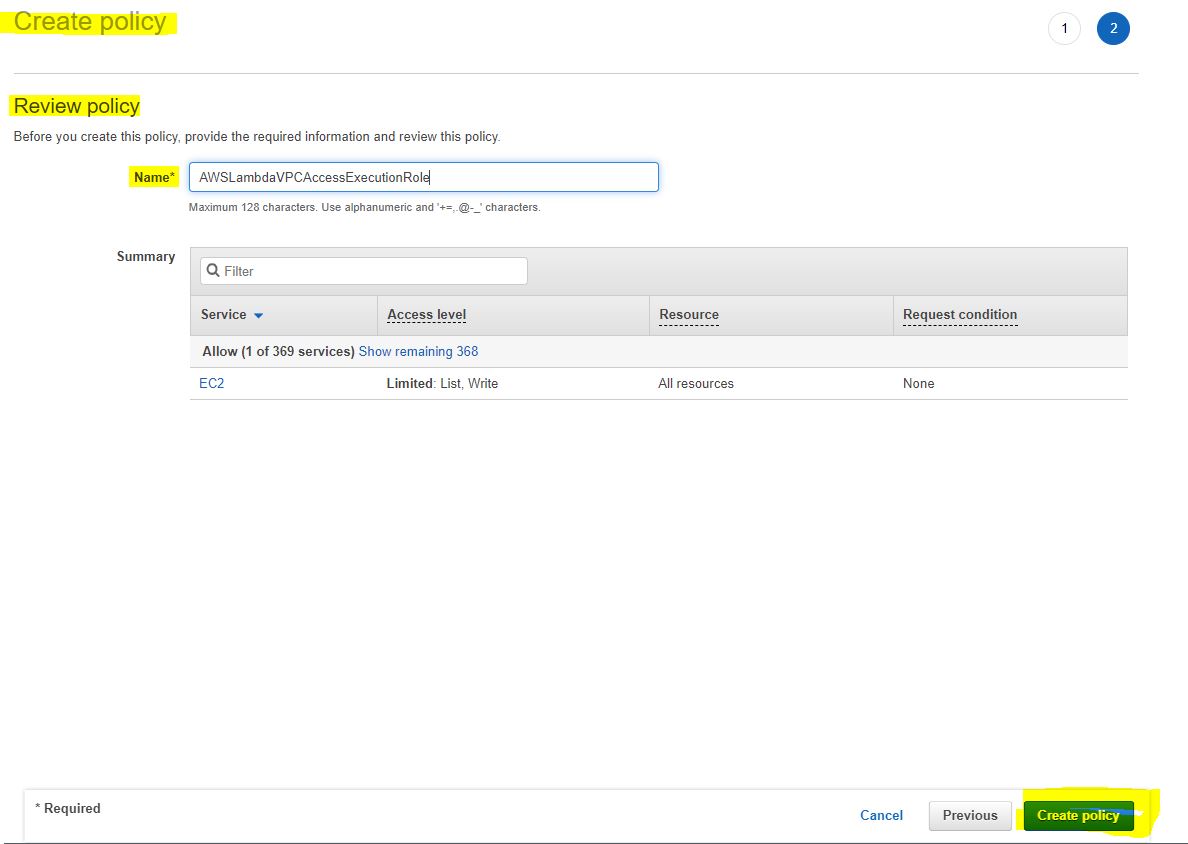 Create policy
1 2
Review policy
Before you create this policy, provide the required information and review this policy.
Name* AWSLambdaVPCAccessExecutionRole
Maximum 128 characters. Use alphanumeric and '+=,.@-_' characters.
Summary Filter
Service Access level Resource Request condition
Allow (1 of 369 services) Show remaining 368
EC2 Limited: List, Write All resources None
* Required Cancel Previous Create policy